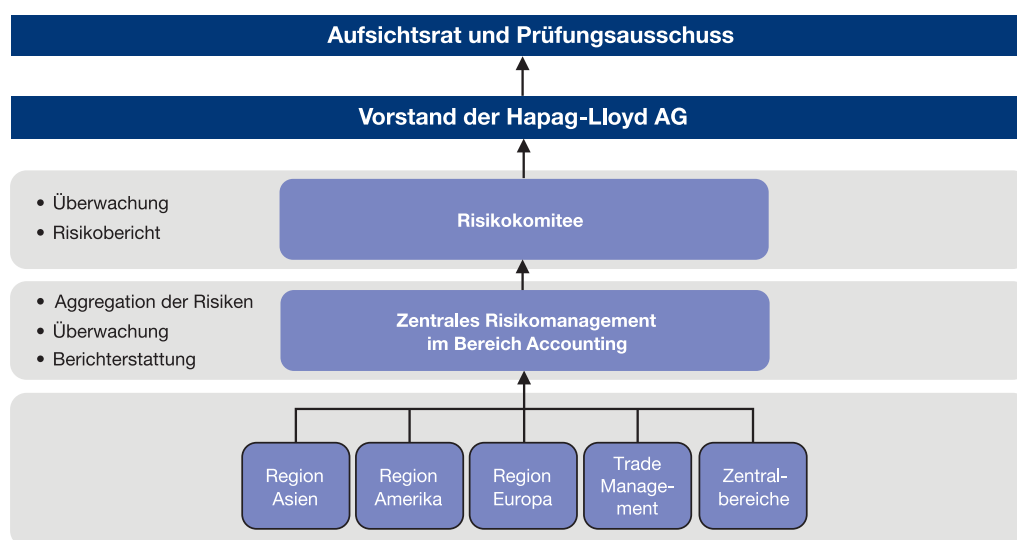 Aufsichtsrat und Prüfungsausschuss
Vorstand der Hapag-Lloyd AG
• Überwachung
• Risikobericht
Risikokomitee
• Aggregation der Risiken
• Überwachung
• Berichterstattung
Zentrales Risikomanagement
im Bereich Accounting
Region
Asien
Region
Amerika
Region
Europa
Trade
Manage-
ment
Zentral-
bereiche